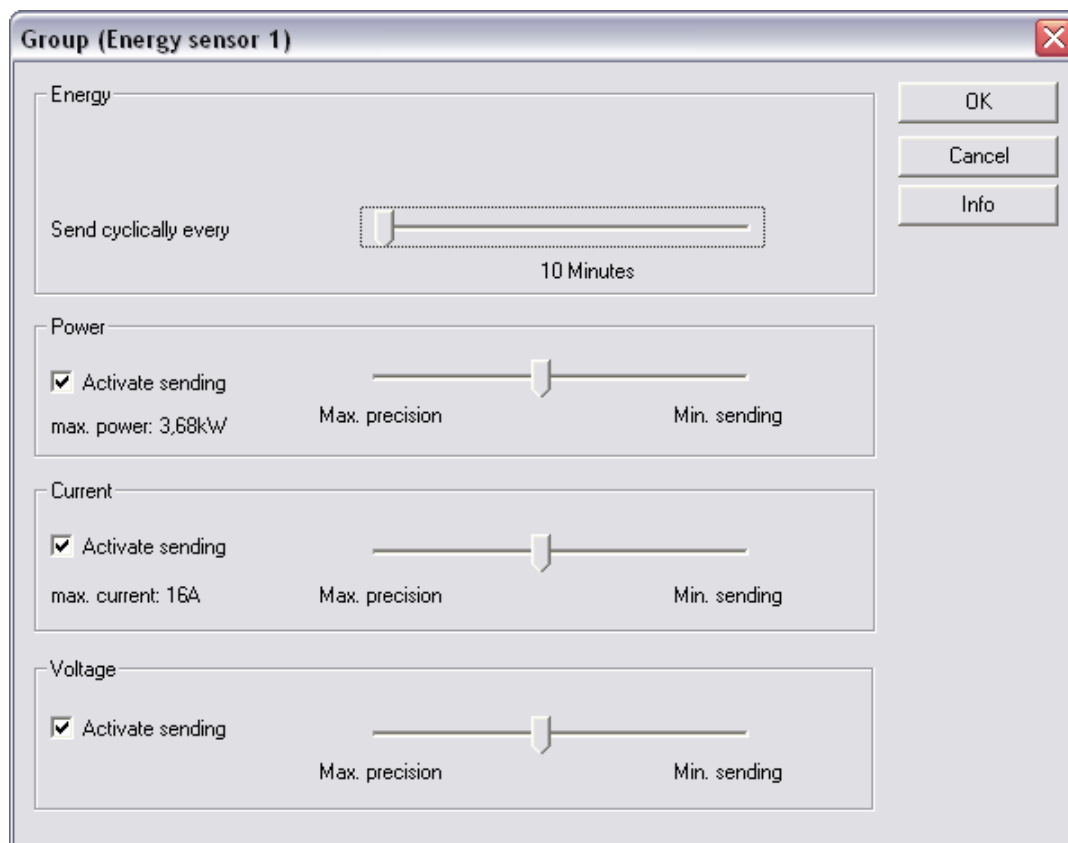 Group (Energy sensor 1)
Energy
Send cyclically every
10 Minutes
Power
Activate sending
max. power: 3,68kW
Max. precision
Min. sending
Current
Activate sending
max. current: 16A
Max. precision
Min. sending
Voltage
Activate sending
Max. precision
Min. sending
OK
Cancel
Info